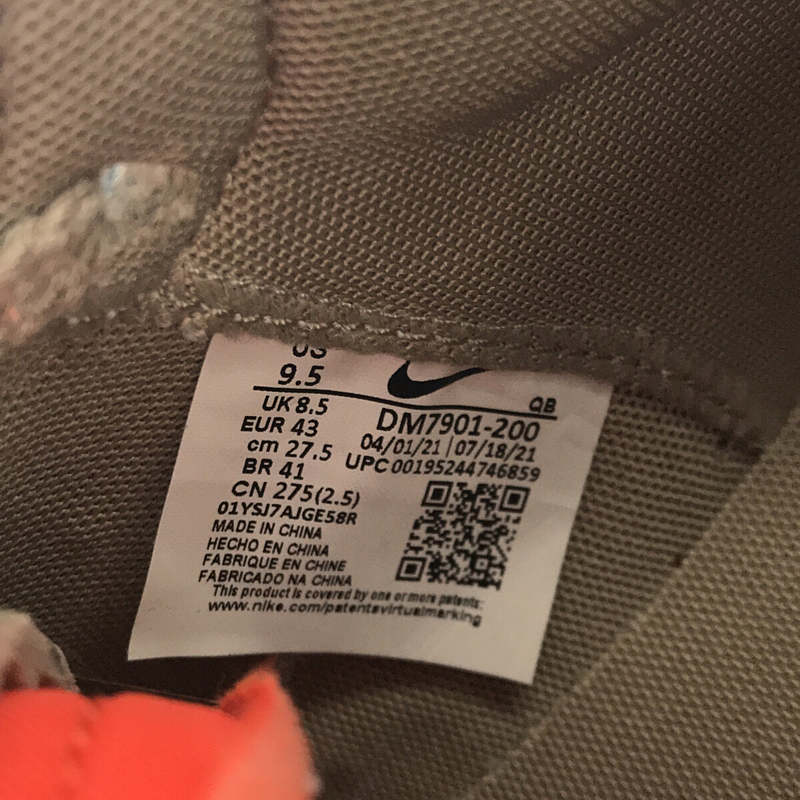 US
9.5
QB
UK 8.5
DM7901-200
EUR 43
04/01/21 | 07/18/21
cm 27.5
UPC 00195244746859
BR 41
CN 275(2.5)
01YSJ7AJGE58R
MADE IN CHINA
HECHO EN CHINA
FABRIQUE EN CHINE
FABRICADO NA CHINA
This product is covered by one or more patents:
www.nike.com/patentsvirtualmarking